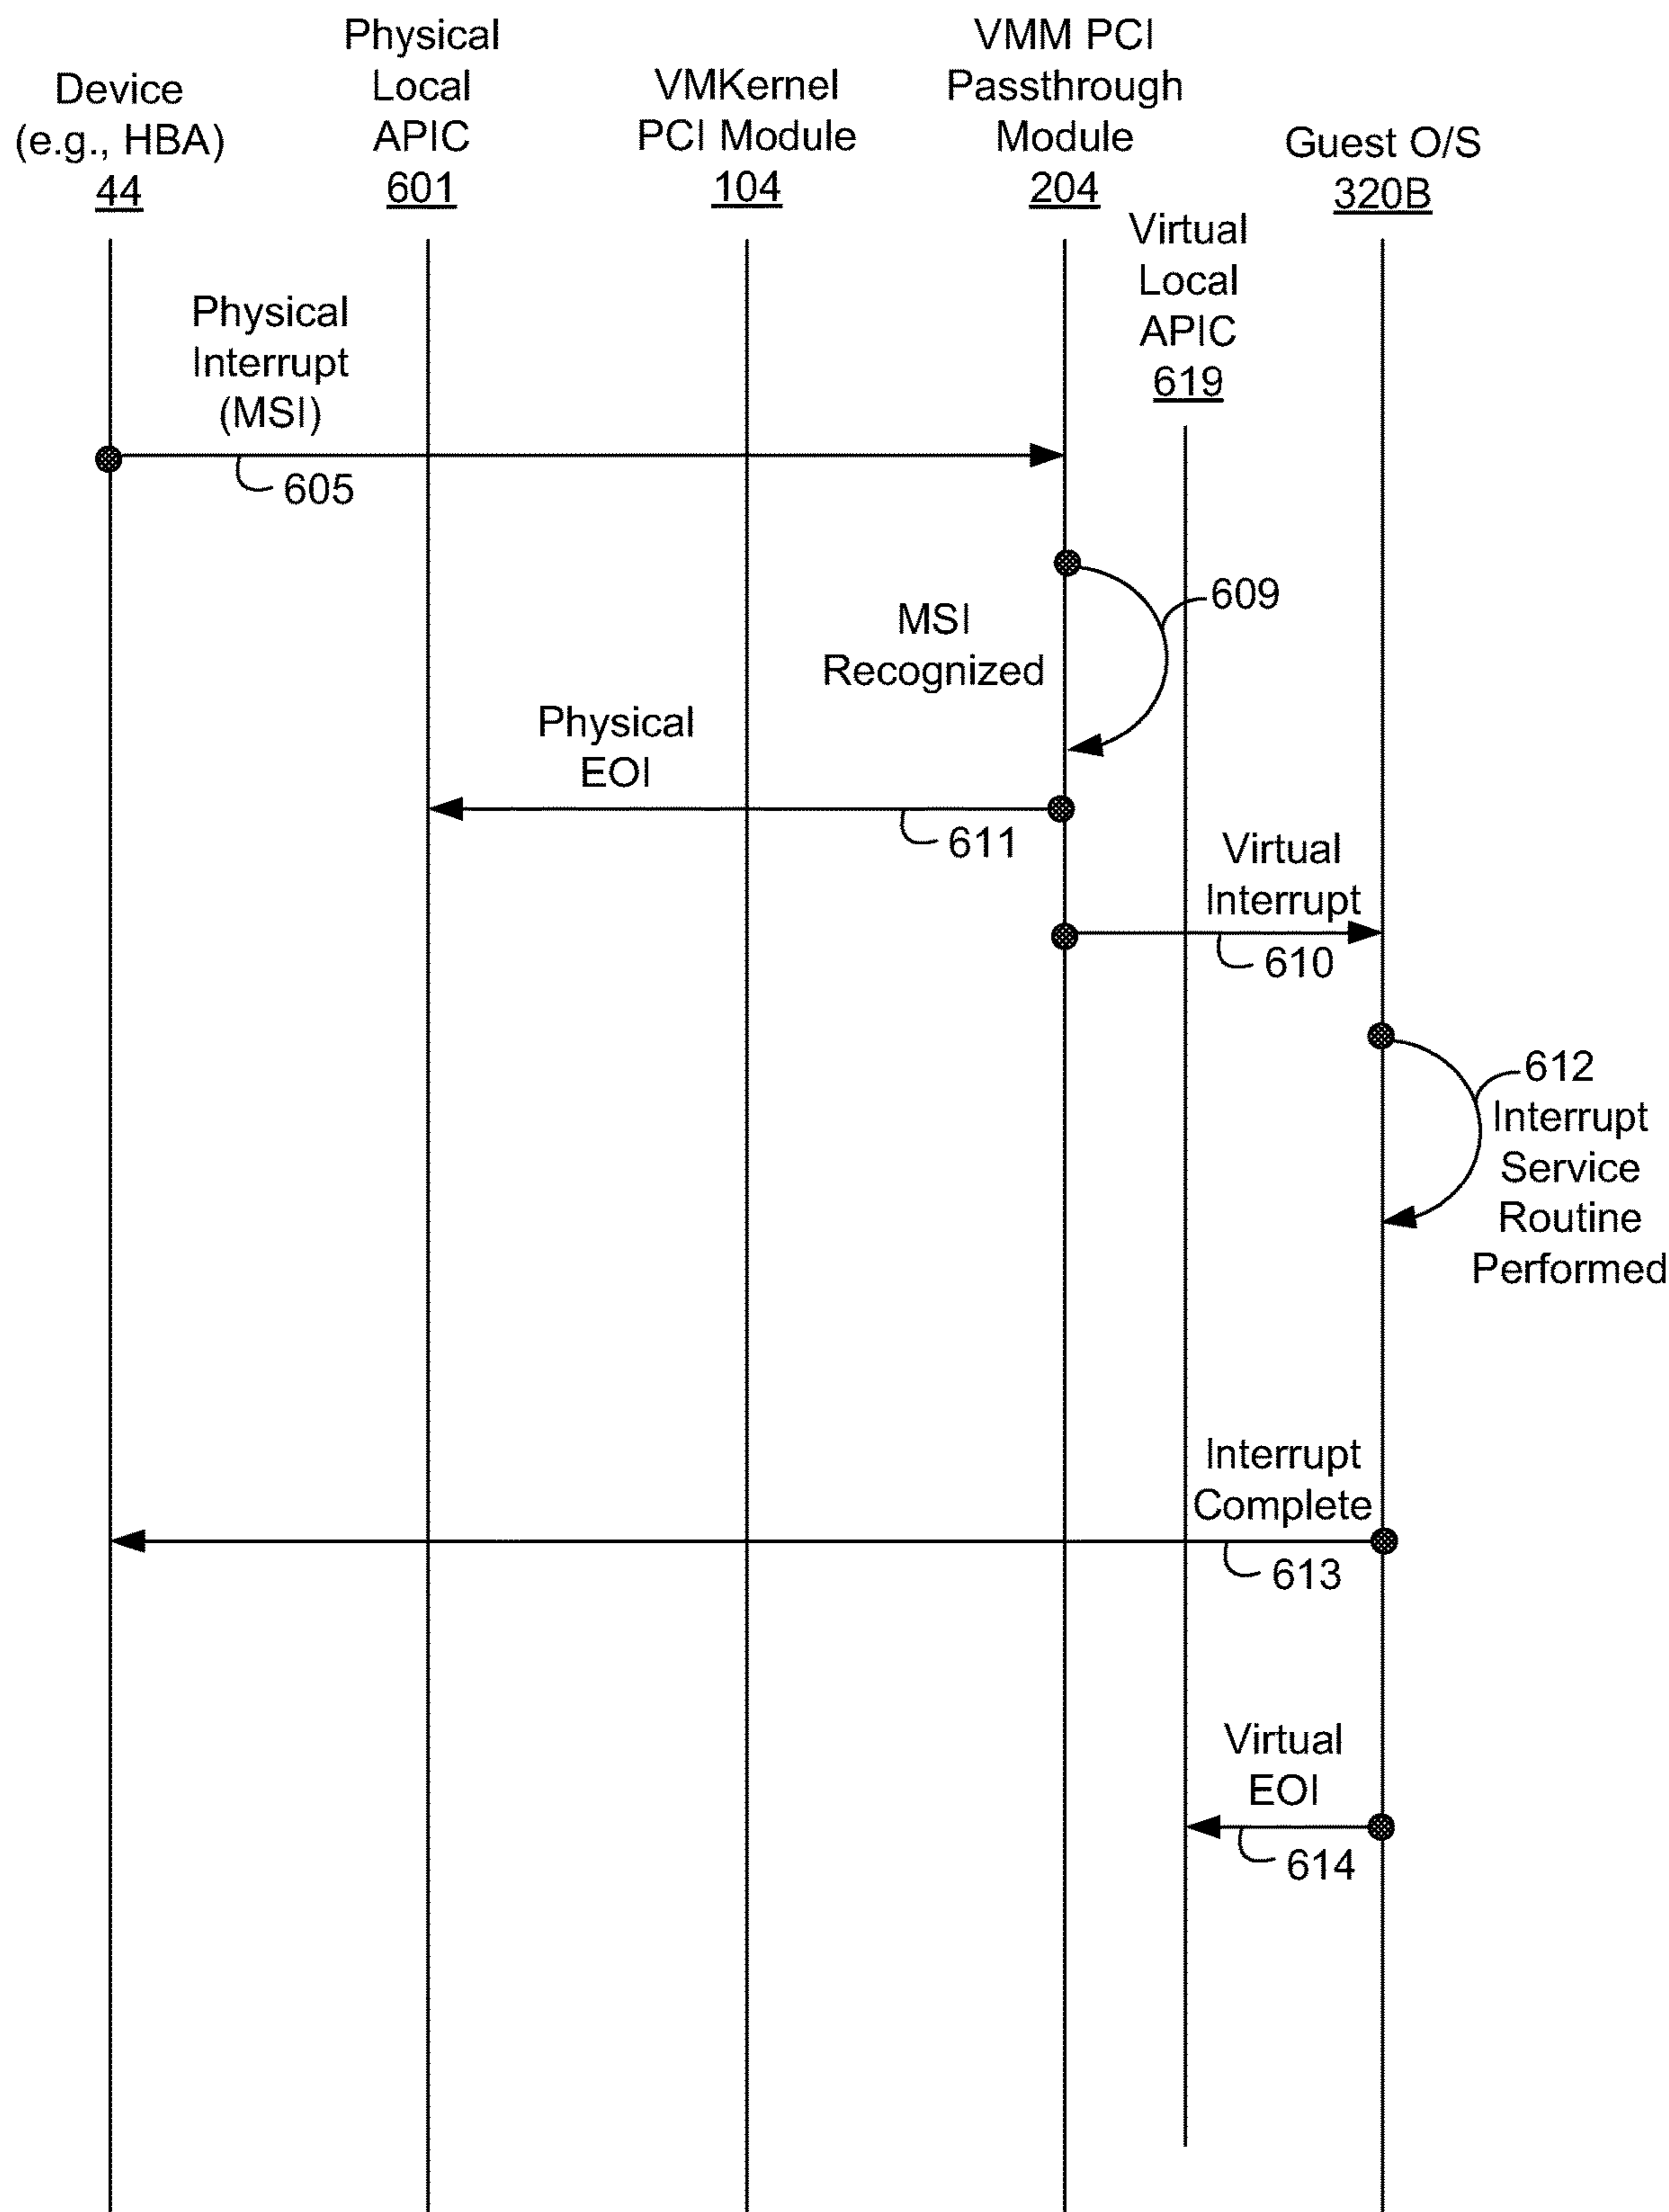 Device
(e.g., HBA)
44
Physical
Local
APIC
601
VMKernel
PCI Module
104
VMM PCI
Passthrough
Module
204
Guest O/S
320B
Virtual
Local
APIC
619
Physical
Interrupt
(MSI)
605
609
MSI
Recognized
Physical
EOI
611
Virtual
Interrupt
610
612
Interrupt
Service
Routine
Performed
Interrupt
Complete
613
Virtual
EOI
614